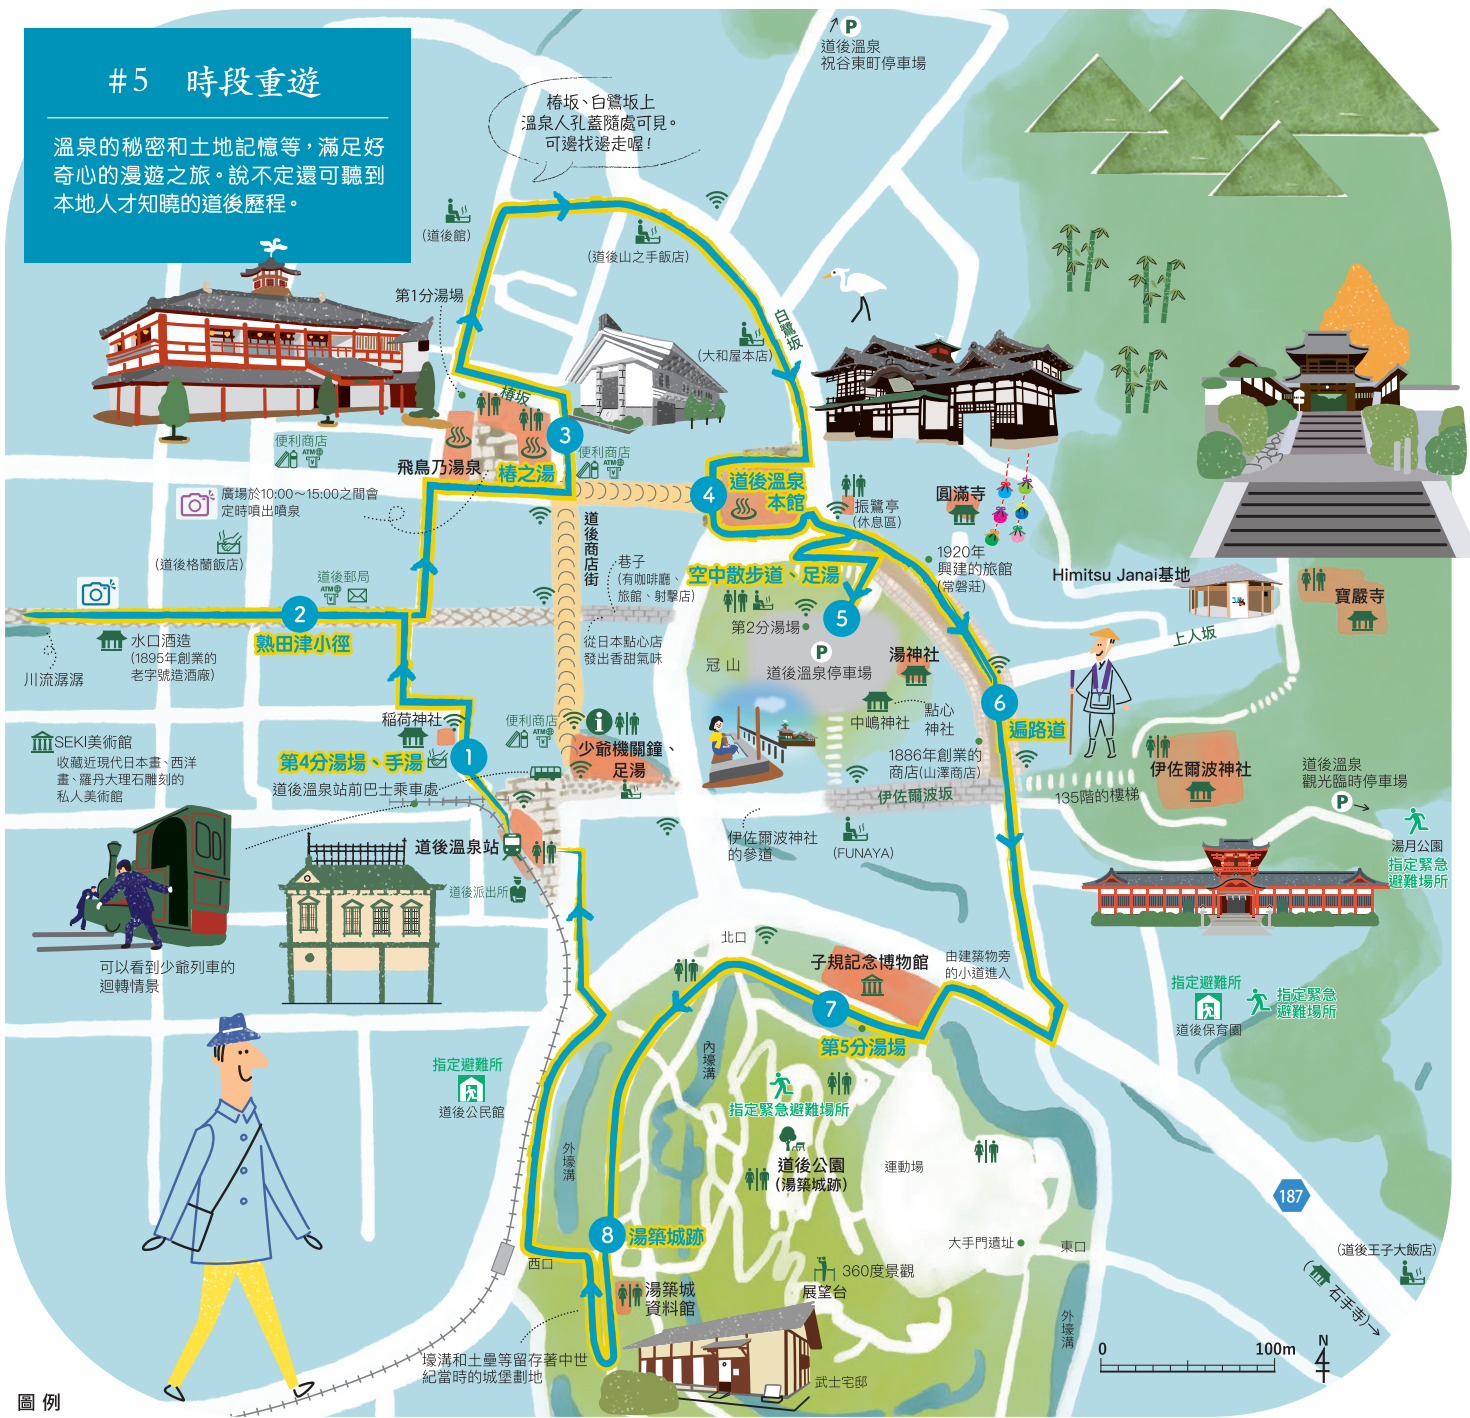 #5 時段重遊
溫泉的秘密和土地記憶等，滿足好
奇心的漫遊之旅。說不定還可聽到
本地人才知曉的道後歷程。
P
道後溫泉
祝谷東町停車場
椿坂、白鷺坂上
溫泉人孔蓋隨處可見。
可邊找邊走喔！
(道後館)
(道後山之手飯店)
第1分湯場
(大和屋本店)
白鷺坂
椿坂
3
便利商店
ATM
便利商店
ATM
飛鳥乃湯泉
椿之湯
4
道後溫泉
本館
廣場於10:00～15:00之間會
定時噴出噴泉
(道後格蘭飯店)
道後商店街
振鷺亭
(休息區)
圓滿寺
1920年
興建的旅館
(常磐莊)
Himitsu Janai基地
寶嚴寺
上人坂
道後郵局
ATM
巷子
(有咖啡廳、
旅館、射擊店)
空中散步道、足湯
5
第2分湯場
P
道後溫泉停車場
2
熟田津小徑
水口酒造
(1895年創業的
老字號造酒廠)
川流潺潺
從日本點心店
發出香甜氣味
冠山
湯神社
中嶋神社
點心
神社
6
遍路道
稻荷神社
便利商店
ATM
SEKI美術館
收藏近現代日本畫、西洋
畫、羅丹大理石雕刻的
私人美術館
第4分湯場、手湯
1
道後溫泉站前巴士乘車處
i
少爺機關鐘、
足湯
1886年創業的
商店(山澤商店)
伊佐爾波坂
135階的樓梯
伊佐爾波神社
道後溫泉
觀光臨時停車場
P
湯月公園
指定緊急
避難場所
伊佐爾波神社
的參道
(FUNAYA)
道後溫泉站
道後派出所
可以看到少爺列車的
迴轉情景
北口
子規記念博物館
由建築物旁
的小道進入
7
第5分湯場
指定避難所
道後保育園
指定緊急
避難場所
內壕溝
指定避難所
道後公民館
指定緊急避難場所
外壕溝
道後公園
(湯築城跡)
運動場
187
8
湯築城跡
西口
大手門遺址
東口
(道後王子大飯店)
(石手寺)
360度景觀
展望台
湯築城
資料館
外壕溝
壕溝和土壘等留存著中世
紀當時的城堡劃地
武士宅邸
0
100m
N
圖例